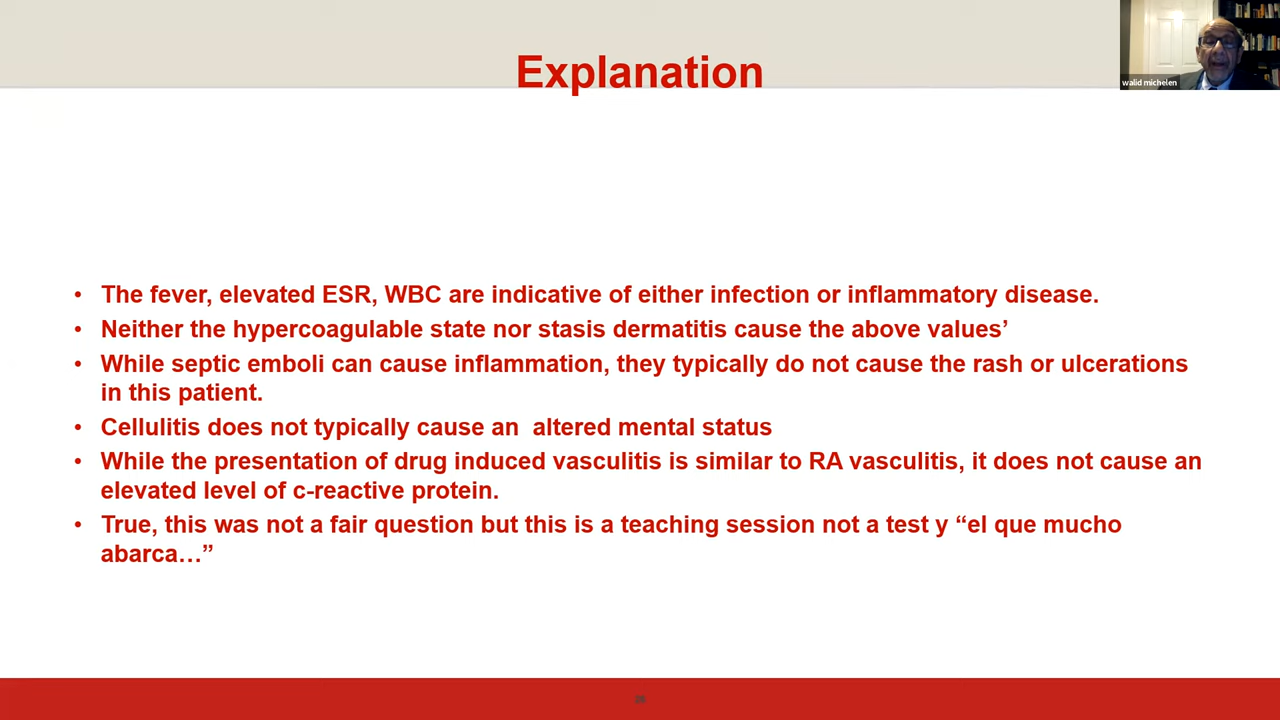 Explanation
walid michelen
• The fever, elevated ESR, WBC are indicative of either infection or inflammatory disease.
• Neither the hypercoagulable state nor stasis dermatitis cause the above values’
• While septic emboli can cause inflammation, they typically do not cause the rash or ulcerations
in this patient.
• Cellulitis does not typically cause an  altered mental status
• While the presentation of drug induced vasculitis is similar to RA vasculitis, it does not cause an
elevated level of c-reactive protein.
• True, this was not a fair question but this is a teaching session not a test y “el que mucho
abarca…”